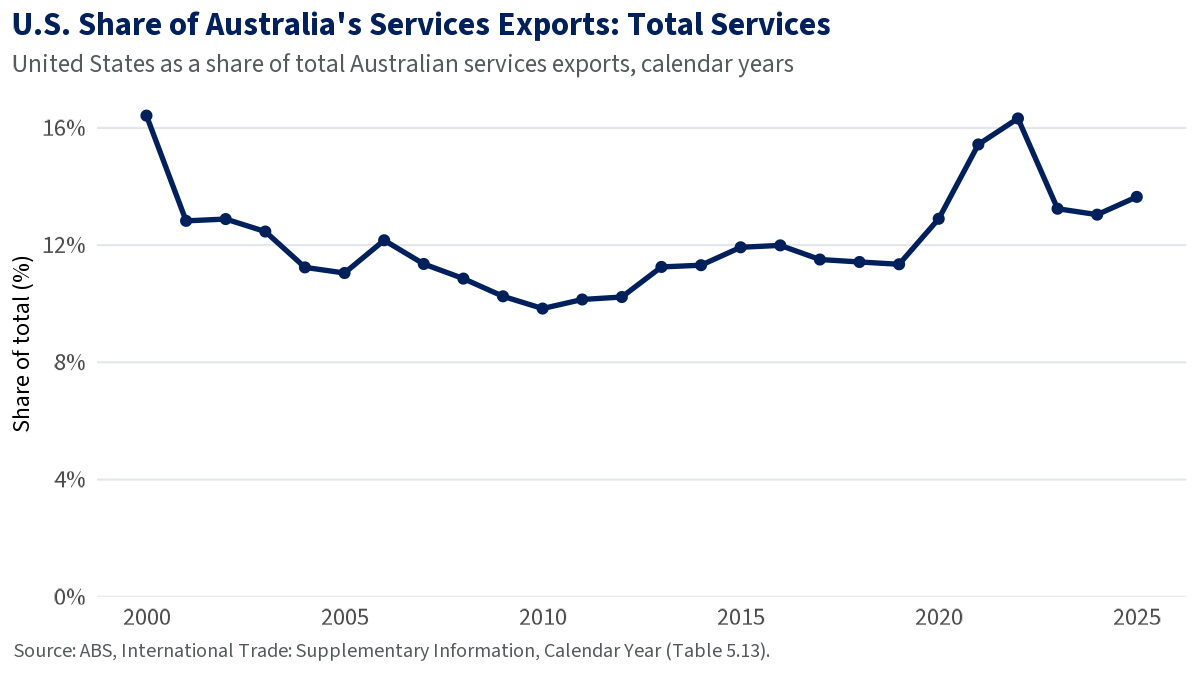 U.S. Share of Australia's Services Exports: Total Services
United States as a share of total Australian services exports, calendar years
Share of total (%)
16%
12%
8%
4%
0%
2000 2005 2010 2015 2020 2025
Source: ABS, International Trade: Supplementary Information, Calendar Year (Table 5.13).